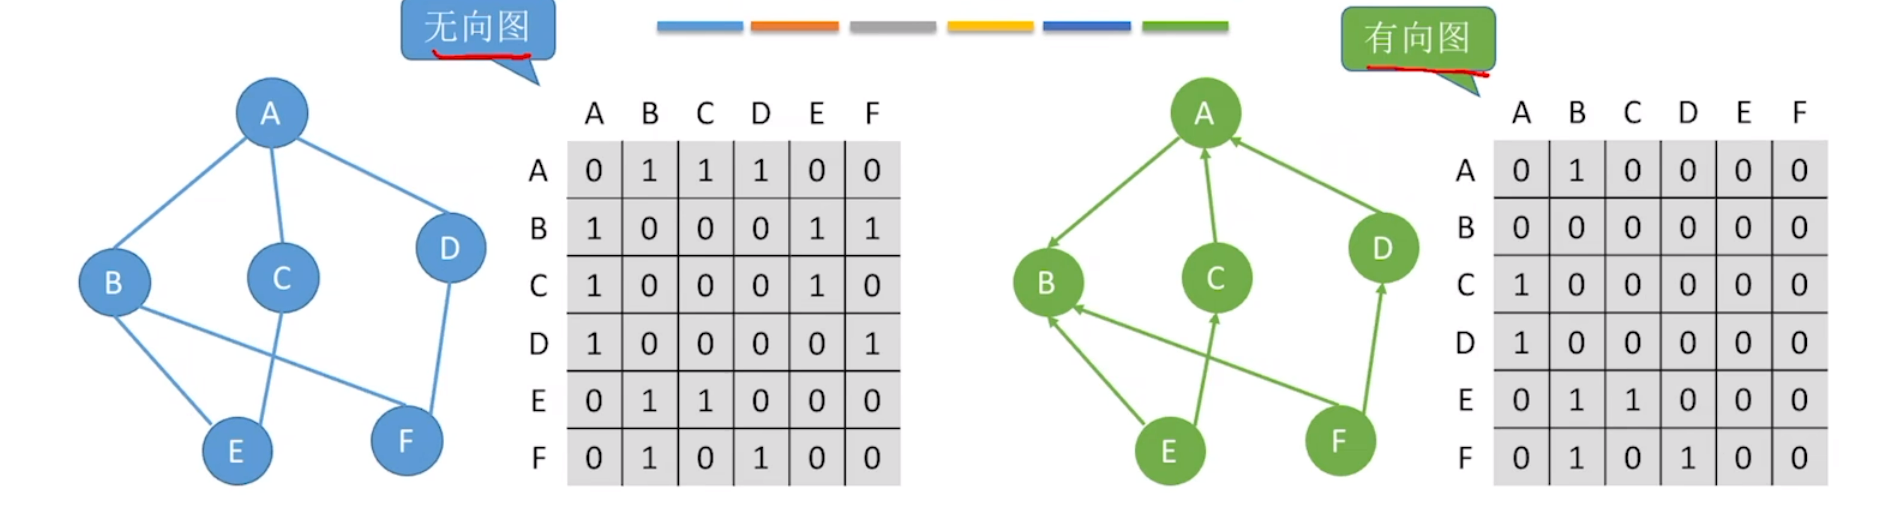 无向图
有向图
A
B
C
D
E
F
A B C D E F
A 0 1 1 1 0 0
B 1 0 0 0 1 1
C 1 0 0 0 1 0
D 1 0 0 0 0 1
E 0 1 1 0 0 0
F 0 1 0 1 0 0
A
B
C
D
E
F
A B C D E F
A 0 1 0 0 0 0
B 0 0 0 0 0 0
C 1 0 0 0 0 0
D 1 0 0 0 0 0
E 0 1 1 0 0 0
F 0 1 0 1 0 0